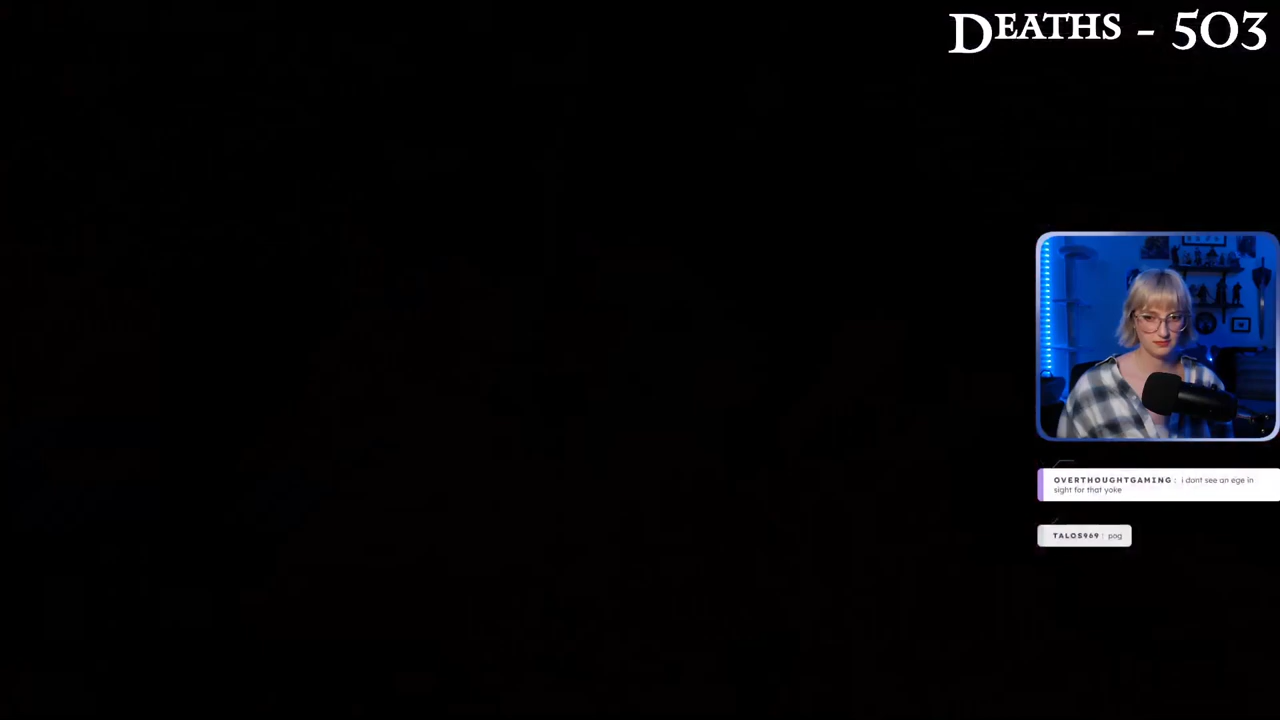 DEATHS - 503
OVERTHOUGHTGAMING : i dont see an ege in
sight for that yoke
TALOS969 : pog